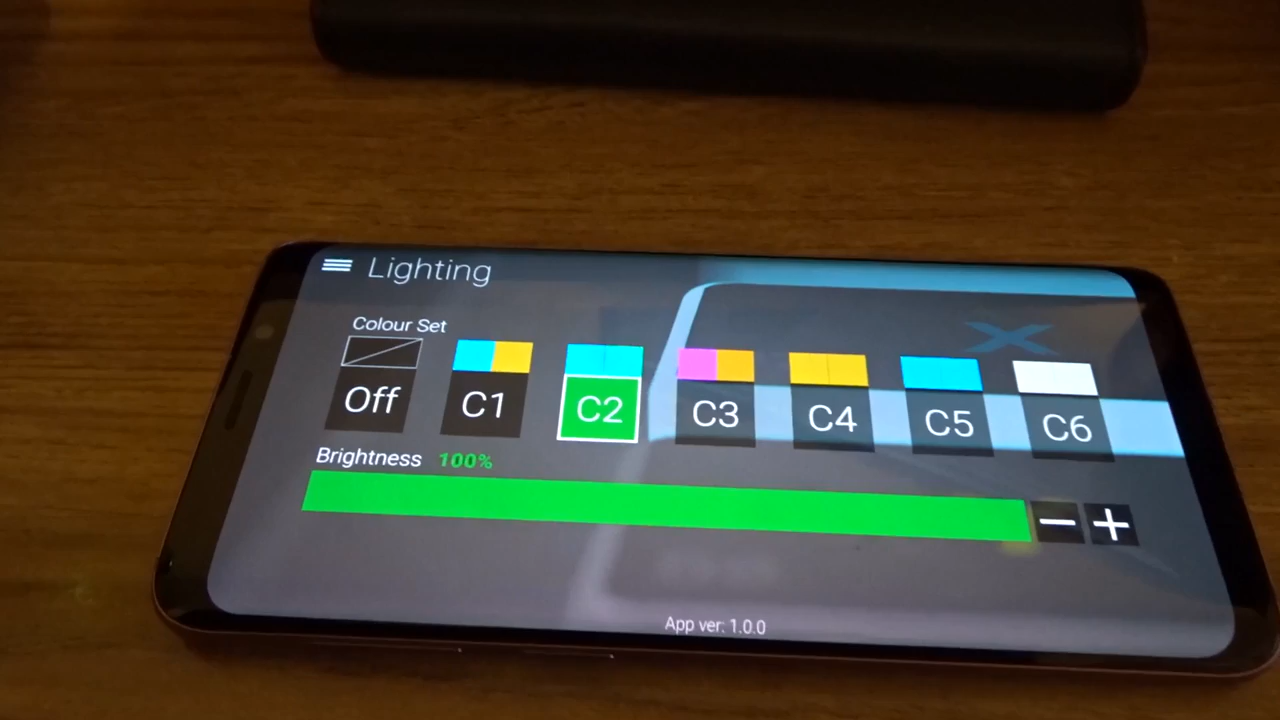 Lighting
Colour Set
Off C1 C2 C3 C4 C5 C6
Brightness 100%
App ver: 1.0.0